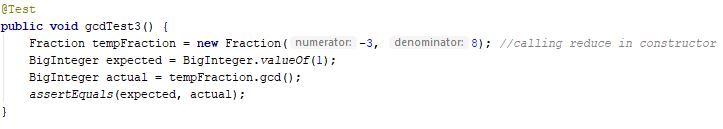 @Test
public void gcdTest3() {
    Fraction tempFraction = new Fraction( numerator: -3, denominator: 8); //calling reduce in constructor
    BigInteger expected = BigInteger.valueOf(1);
    BigInteger actual = tempFraction.gcd();
    assertEquals(expected, actual);
}